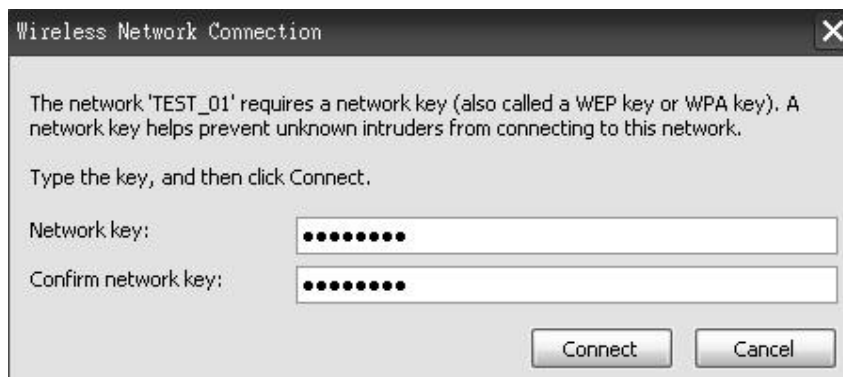 Wireless Network Connection
The network 'TEST_01' requires a network key (also called a WEP key or WPA key). A
network key helps prevent unknown intruders from connecting to this network.
Type the key, and then click Connect.
Network key:
••••••••
Confirm network key:
••••••••
Connect
Cancel